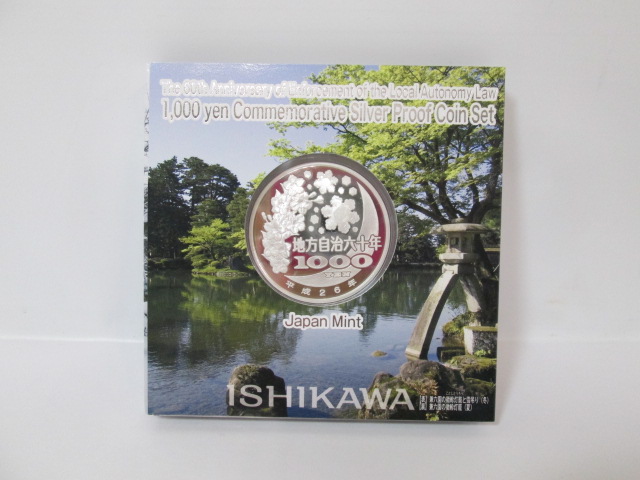 The 60th Anniversary of Enforcement of the Local Autonomy Law
1,000 yen Commemorative Silver Proof Coin Set
地方自治六十年
1000
平成26年
Japan Mint
ISHIKAWA